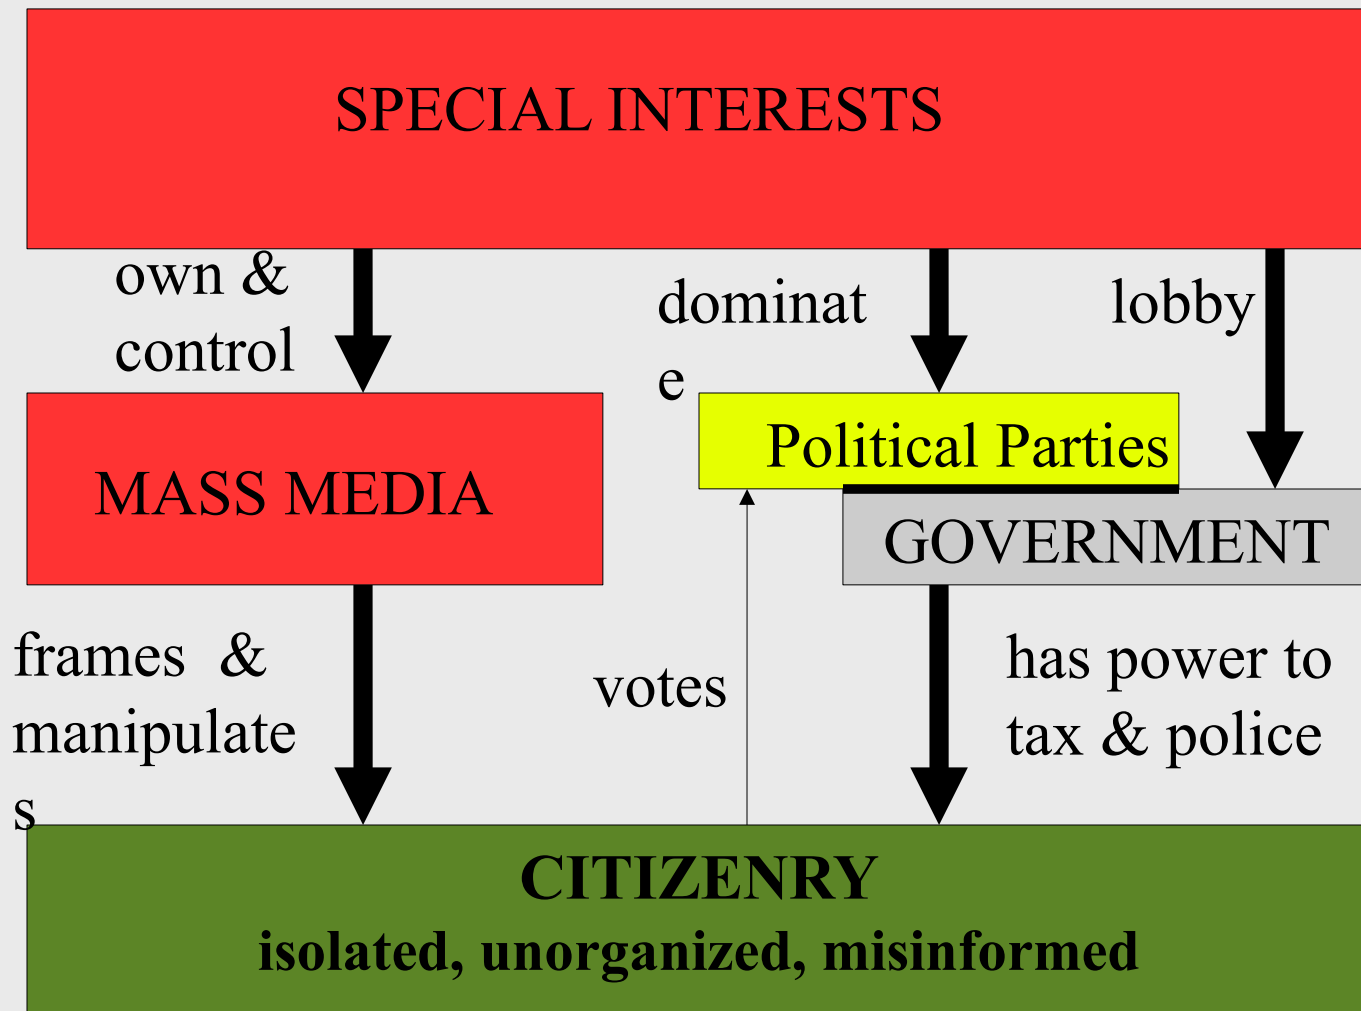 SPECIAL INTERESTS
own &
control
dominat
e
lobby
MASS MEDIA
Political Parties
GOVERNMENT
frames  &
manipulate
s
votes
has power to
tax & police
CITIZENRY
isolated, unorganized, misinformed